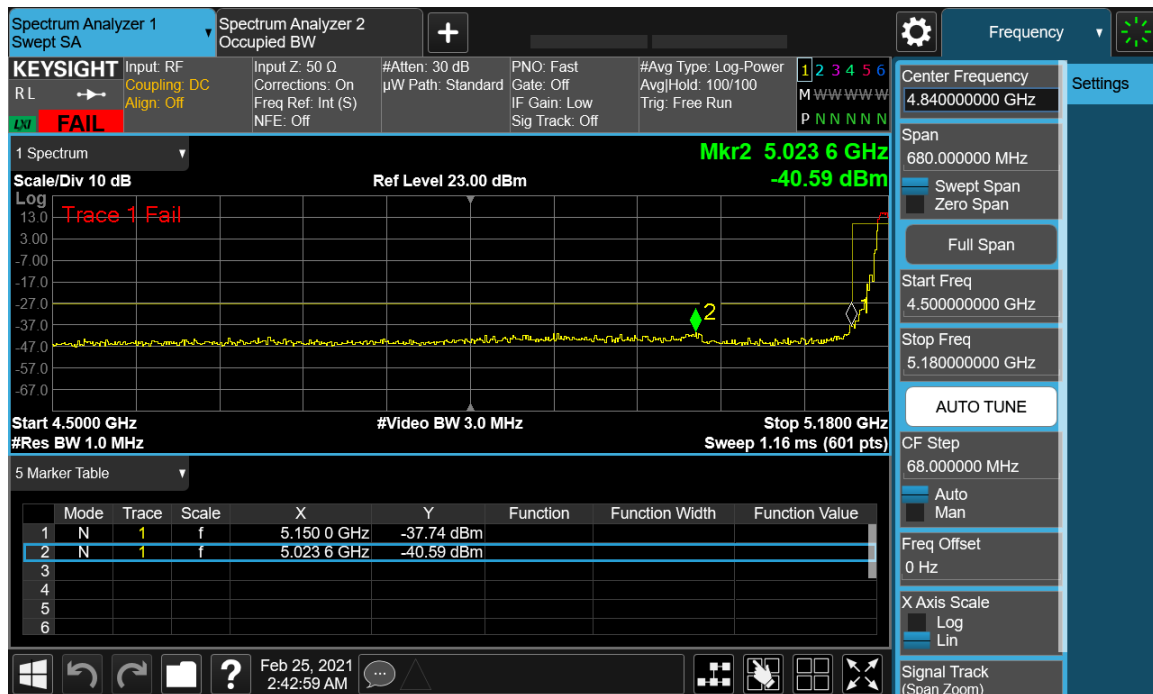 Spectrum Analyzer 1
Swept SA
Spectrum Analyzer 2
Occupied BW
+
Frequency
KEYSIGHT
RL
LXI
FAIL
Input: RF
Coupling: DC
Align: Off
Input Z: 50 Ω
Corrections: On
Freq Ref: Int (S)
NFE: Off
#Atten: 30 dB
µW Path: Standard
PNO: Fast
Gate: Off
IF Gain: Low
Sig Track: Off
#Avg Type: Log-Power
Avg|Hold: 100/100
Trig: Free Run
1 2 3 4 5 6
M W W W W W
P N N N N N
1 Spectrum
Mkr2 5.023 6 GHz
-40.59 dBm
Scale/Div 10 dB
Ref Level 23.00 dBm
Log
Trace 1 Fail
13.0
3.00
-7.00
-17.0
-27.0
-37.0
-47.0
-57.0
-67.0
2
Start 4.5000 GHz
#Video BW 3.0 MHz
Stop 5.1800 GHz
#Res BW 1.0 MHz
Sweep 1.16 ms (601 pts)
5 Marker Table
Mode Trace Scale X Y Function Function Width Function Value
1 N 1 f 5.150 0 GHz -37.74 dBm
2 N 1 f 5.023 6 GHz -40.59 dBm
3
4
5
6
?
Feb 25, 2021
2:42:59 AM
Center Frequency
4.840000000 GHz
Settings
Span
680.000000 MHz
Swept Span
Zero Span
Full Span
Start Freq
4.500000000 GHz
Stop Freq
5.180000000 GHz
AUTO TUNE
CF Step
68.000000 MHz
Auto
Man
Freq Offset
0 Hz
X Axis Scale
Log
Lin
Signal Track
(Span Zoom)